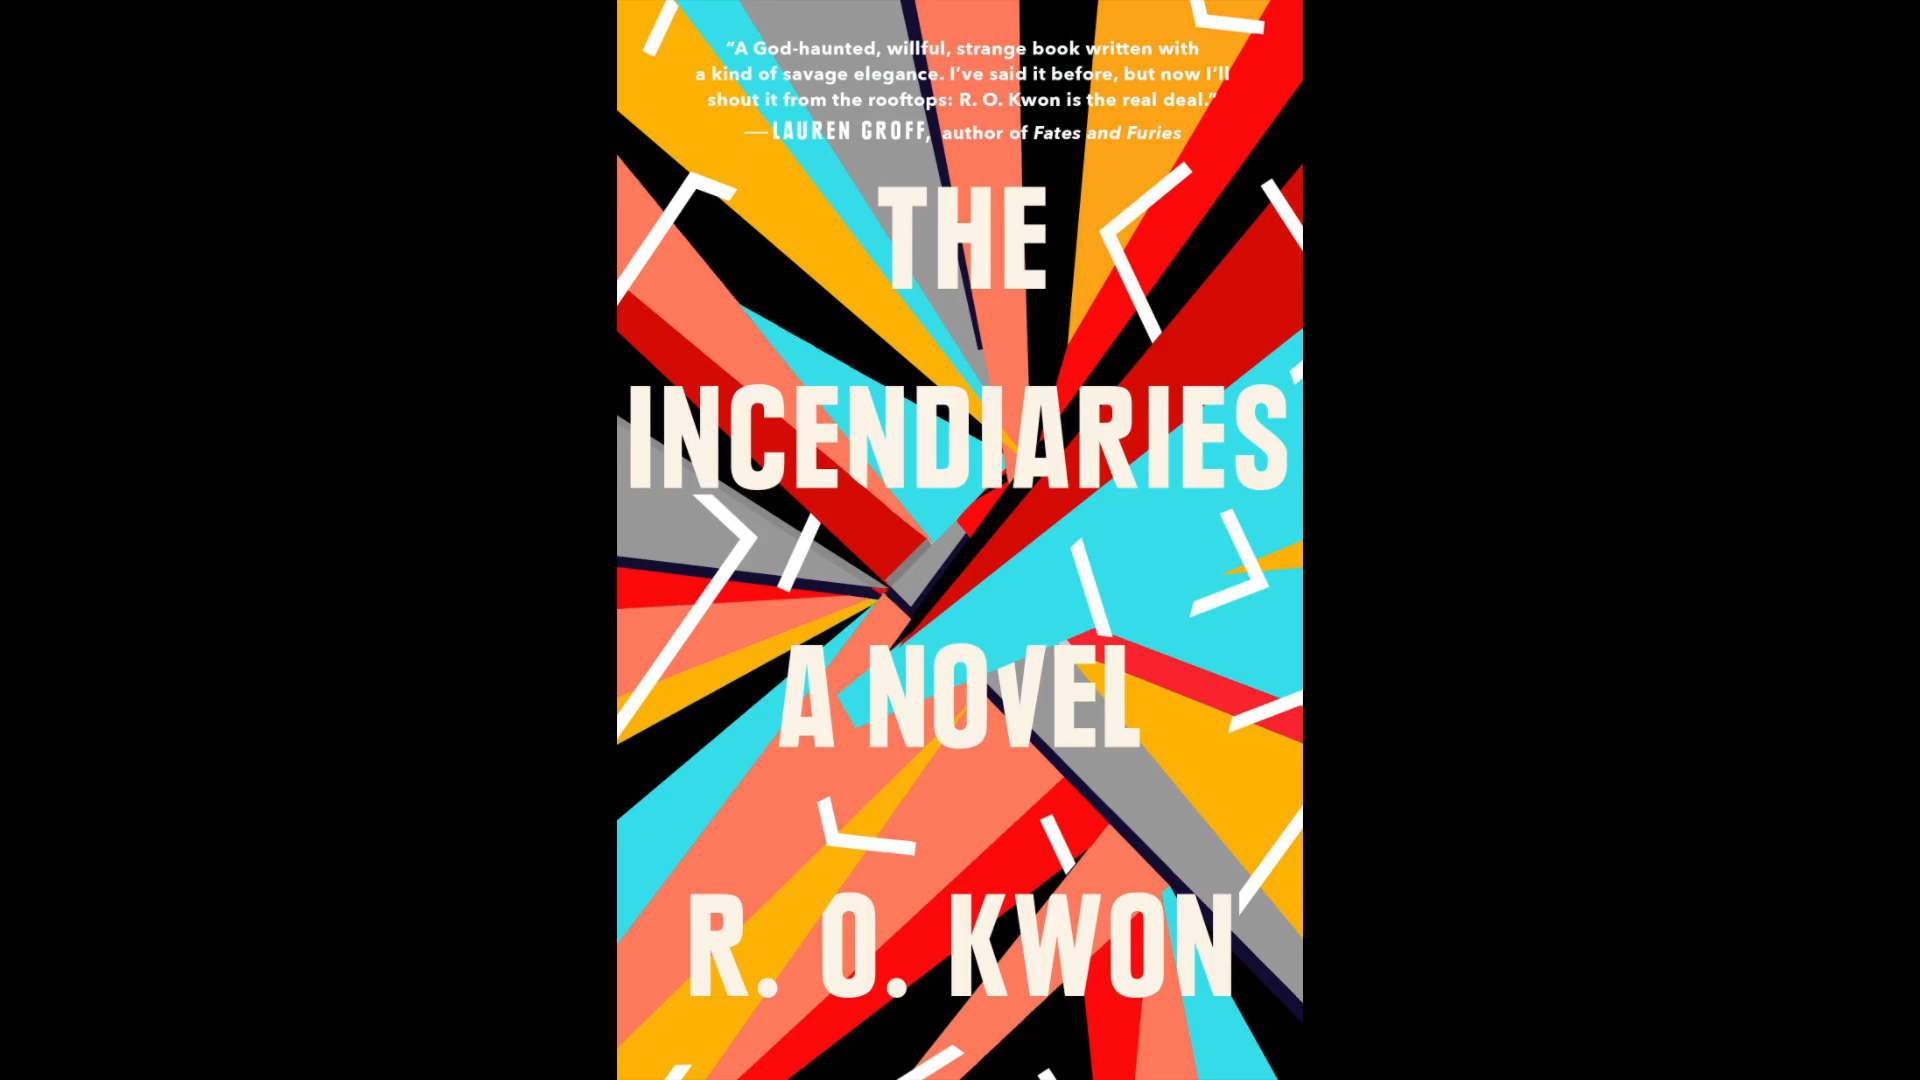 “A God-haunted, willful, strange book written with
a kind of savage elegance. I’ve said it before, but now I’ll
shout it from the rooftops: R. O. Kwon is the real deal.”
—LAUREN GROFF, author of Fates and Furies
THE
INCENDIARIES
A NOVEL
R. O. KWON